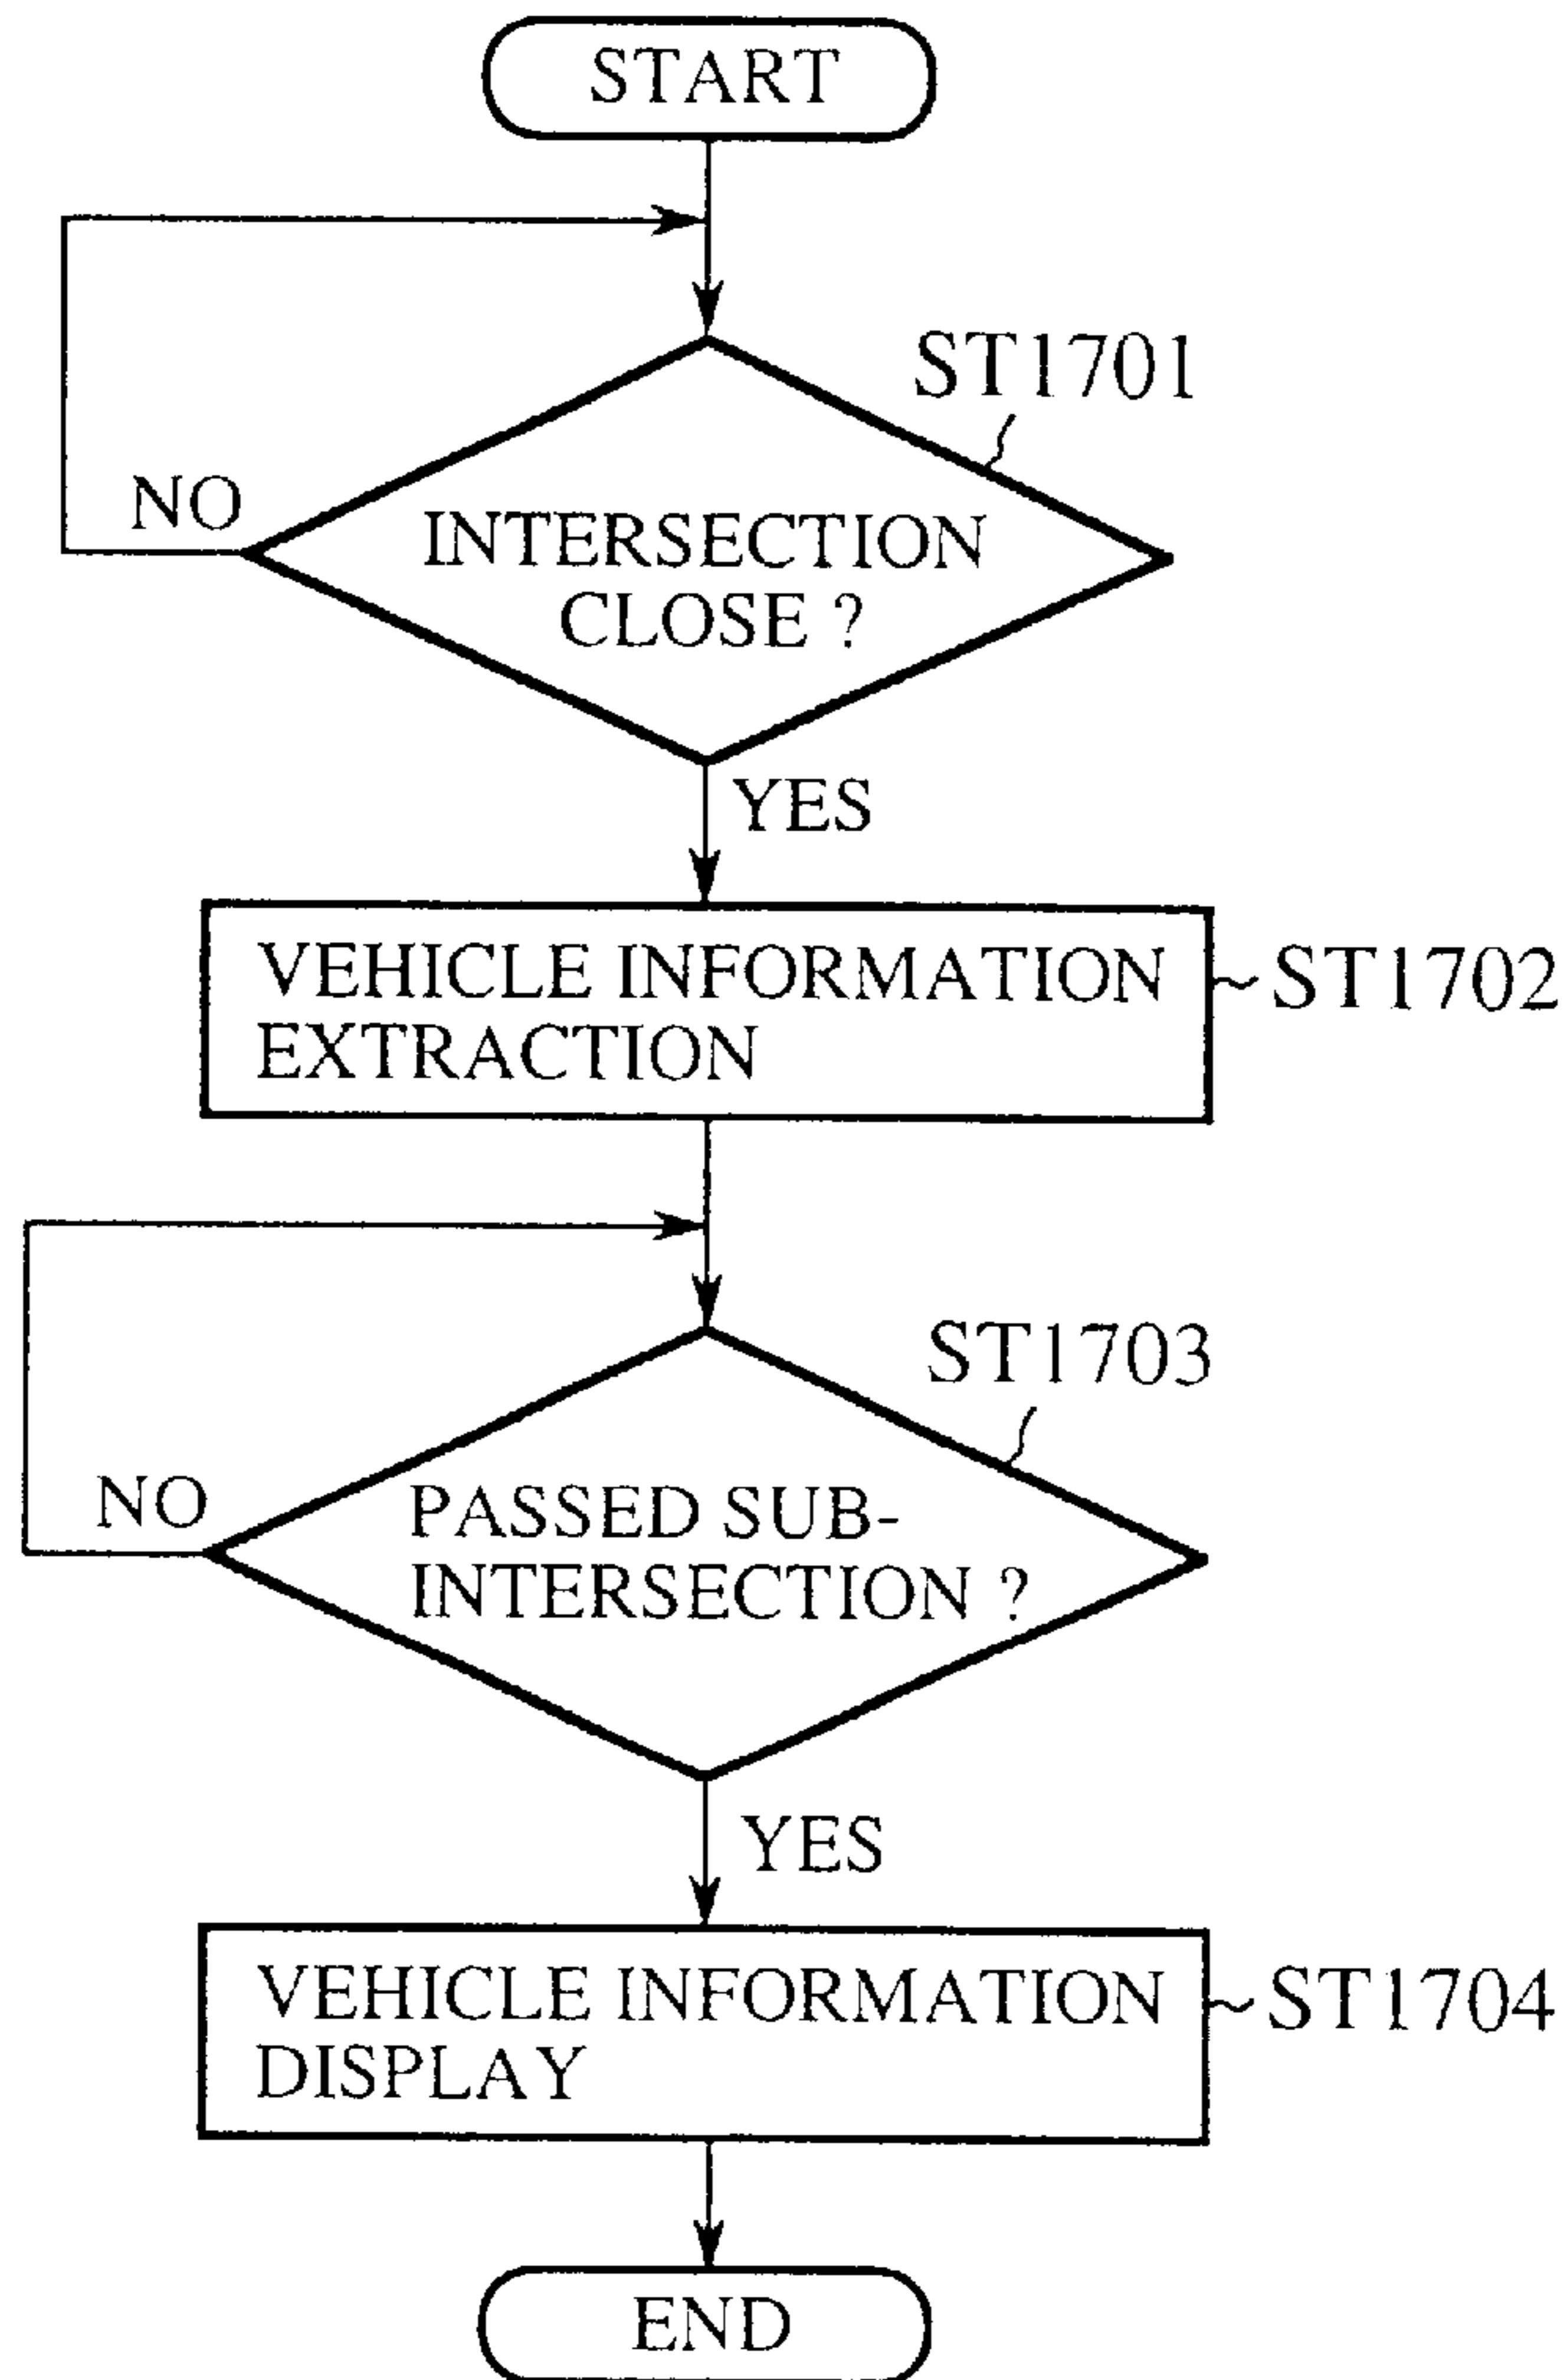 START
ST1701
NO
INTERSECTION
CLOSE ?
YES
VEHICLE INFORMATION
EXTRACTION
ST1702
ST1703
NO
PASSED SUB-
INTERSECTION ?
YES
VEHICLE INFORMATION
DISPLAY
ST1704
END